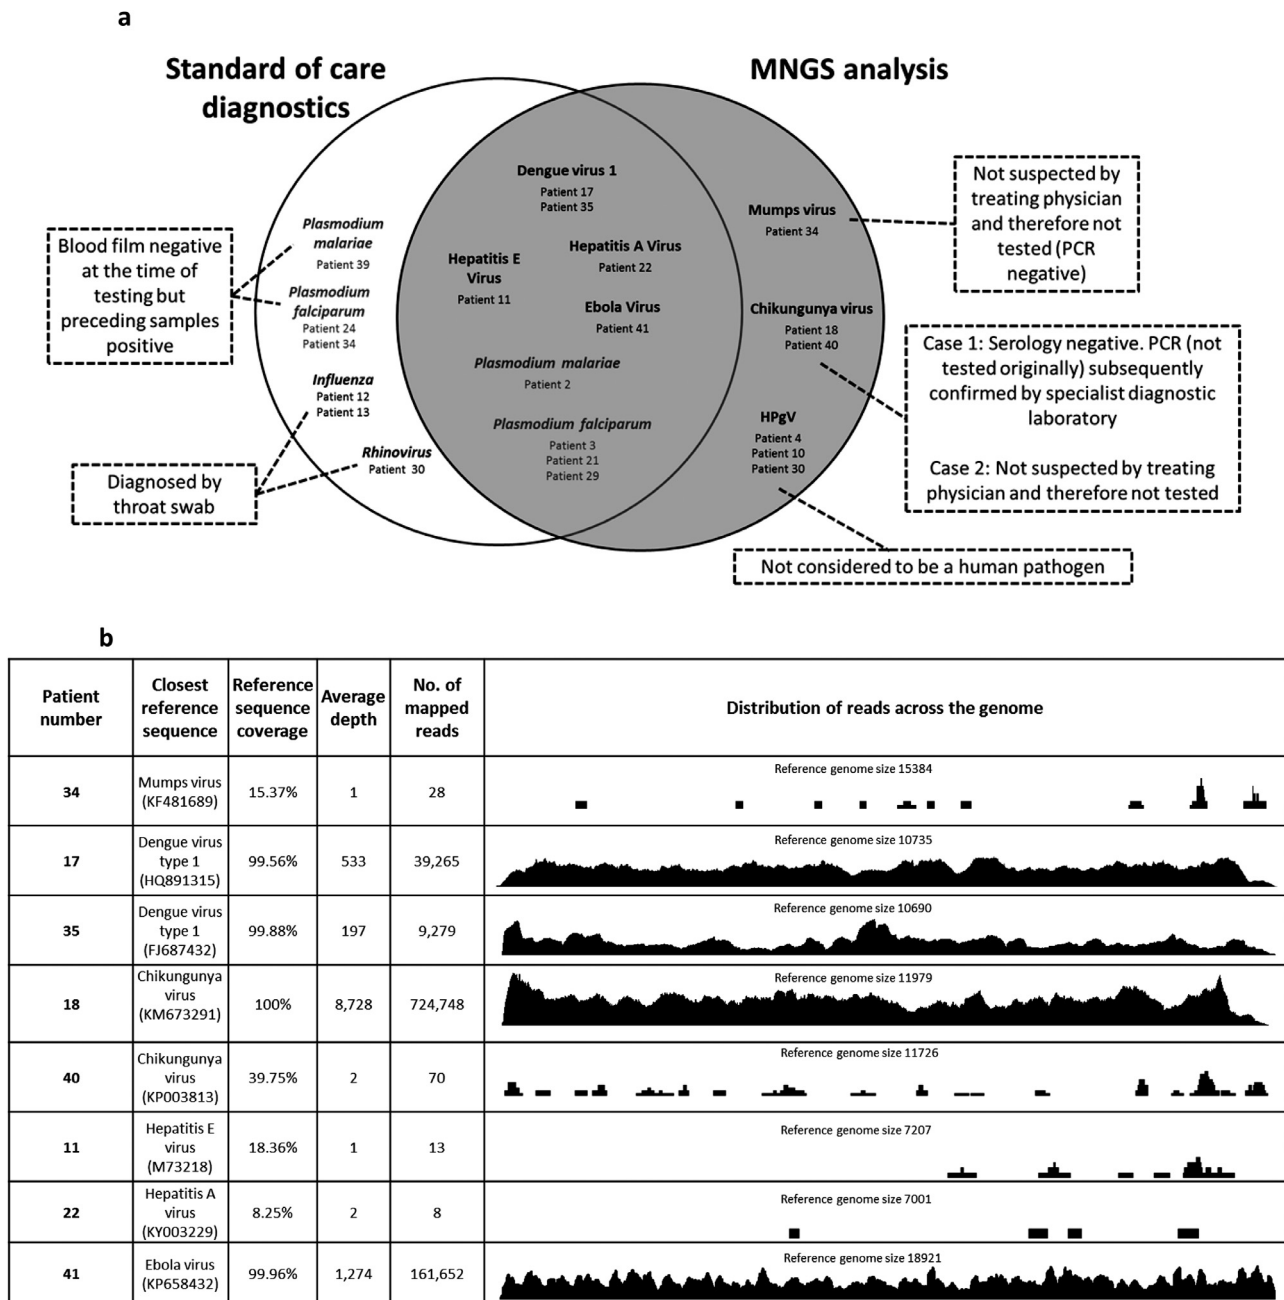 a
Standard of care
diagnostics
MNGS analysis
Blood film negative
at the time of
testing but
preceding samples
positive
Diagnosed by
throat swab
Plasmodium
malariae
Patient 39
Plasmodium
falciparum
Patient 24
Patient 34
Influenza
Patient 12
Patient 13
Rhinovirus
Patient 30
Dengue virus 1
Patient 17
Patient 35
Hepatitis E
Virus
Patient 11
Hepatitis A Virus
Patient 22
Ebola Virus
Patient 41
Plasmodium malariae
Patient 2
Plasmodium falciparum
Patient 3
Patient 21
Patient 29
Mumps virus
Patient 34
Chikungunya virus
Patient 18
Patient 40
HPgV
Patient 4
Patient 10
Patient 30
Not suspected by
treating physician
and therefore not
tested (PCR
negative)
Case 1: Serology negative. PCR (not
tested originally) subsequently
confirmed by specialist diagnostic
laboratory
Case 2: Not suspected by treating
physician and therefore not tested
Not considered to be a human pathogen
b
Patient
number
Closest
reference
sequence
Reference
sequence
coverage
Average
depth
No. of
mapped
reads
Distribution of reads across the genome
34
Mumps virus
(KF481689)
15.37%
1
28
Reference genome size 15384
17
Dengue virus
type 1
(HQ891315)
99.56%
533
39,265
Reference genome size 10735
35
Dengue virus
type 1
(FJ687432)
99.88%
197
9,279
Reference genome size 10690
18
Chikungunya
virus
(KM673291)
100%
8,728
724,748
Reference genome size 11979
40
Chikungunya
virus
(KP003813)
39.75%
2
70
Reference genome size 11726
11
Hepatitis E
virus
(M73218)
18.36%
1
13
Reference genome size 7207
22
Hepatitis A
virus
(KY003229)
8.25%
2
8
Reference genome size 7001
41
Ebola virus
(KP658432)
99.96%
1,274
161,652
Reference genome size 18921